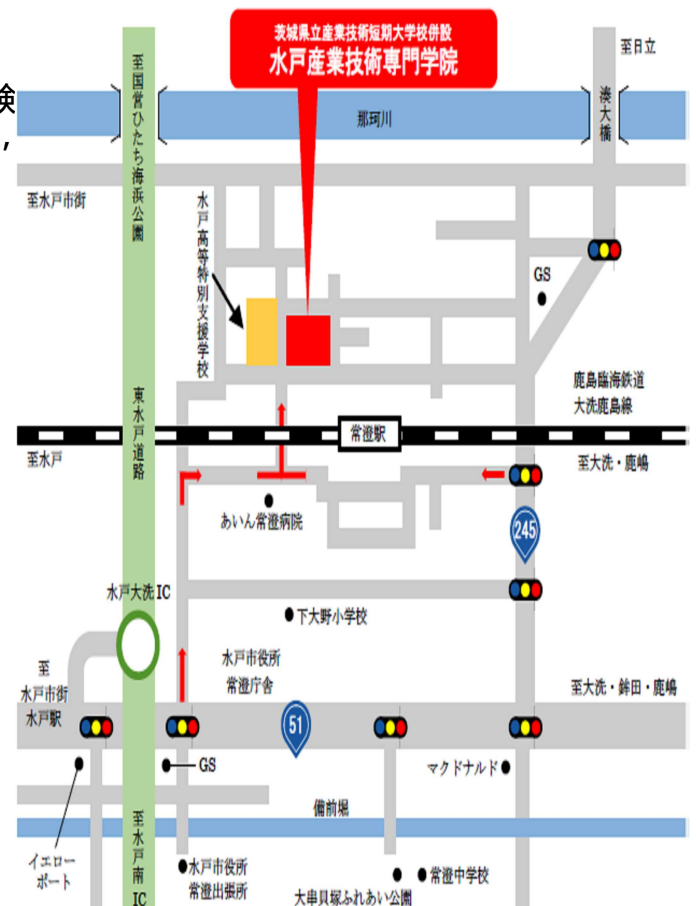 茨城県立産業技術短期大学校併設
水戸産業技術専門学院
至日立
験
,
至国営ひたち海浜公園
那珂川
湊大橋
至水戸市街
水戸高等特別支援学校
GS
鹿島臨海鉄道
大洗鹿島線
東水戸道路
常澄駅
至水戸
至大洗・鹿嶋
あいん常澄病院
245
水戸大洗IC
下大野小学校
水戸市役所
常澄庁舎
至
水戸市街
水戸駅
至大洗・鉾田・鹿嶋
51
GS
マクドナルド
備前堀
イエロー
ポート
至水戸南IC
水戸市役所
常澄出張所
常澄中学校
大串貝塚ふれあい公園